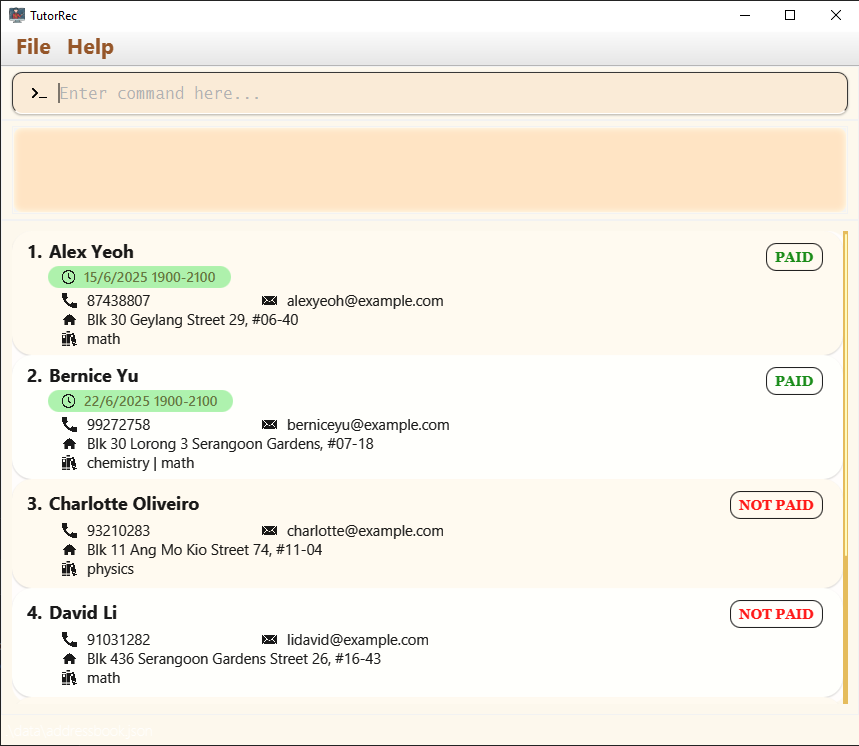 TutorRec
File Help
Enter command here...
1. Alex Yeoh PAID
15/6/2025 1900-2100
87438807 alexyeoh@example.com
Blk 30 Geylang Street 29, #06-40
math
2. Bernice Yu PAID
22/6/2025 1900-2100
99272758 berniceyu@example.com
Blk 30 Lorong 3 Serangoon Gardens, #07-18
chemistry | math
3. Charlotte Oliveiro NOT PAID
93210283 charlotte@example.com
Blk 11 Ang Mo Kio Street 74, #11-04
physics
4. David Li NOT PAID
91031282 lidavid@example.com
Blk 436 Serangoon Gardens Street 26, #16-43
math